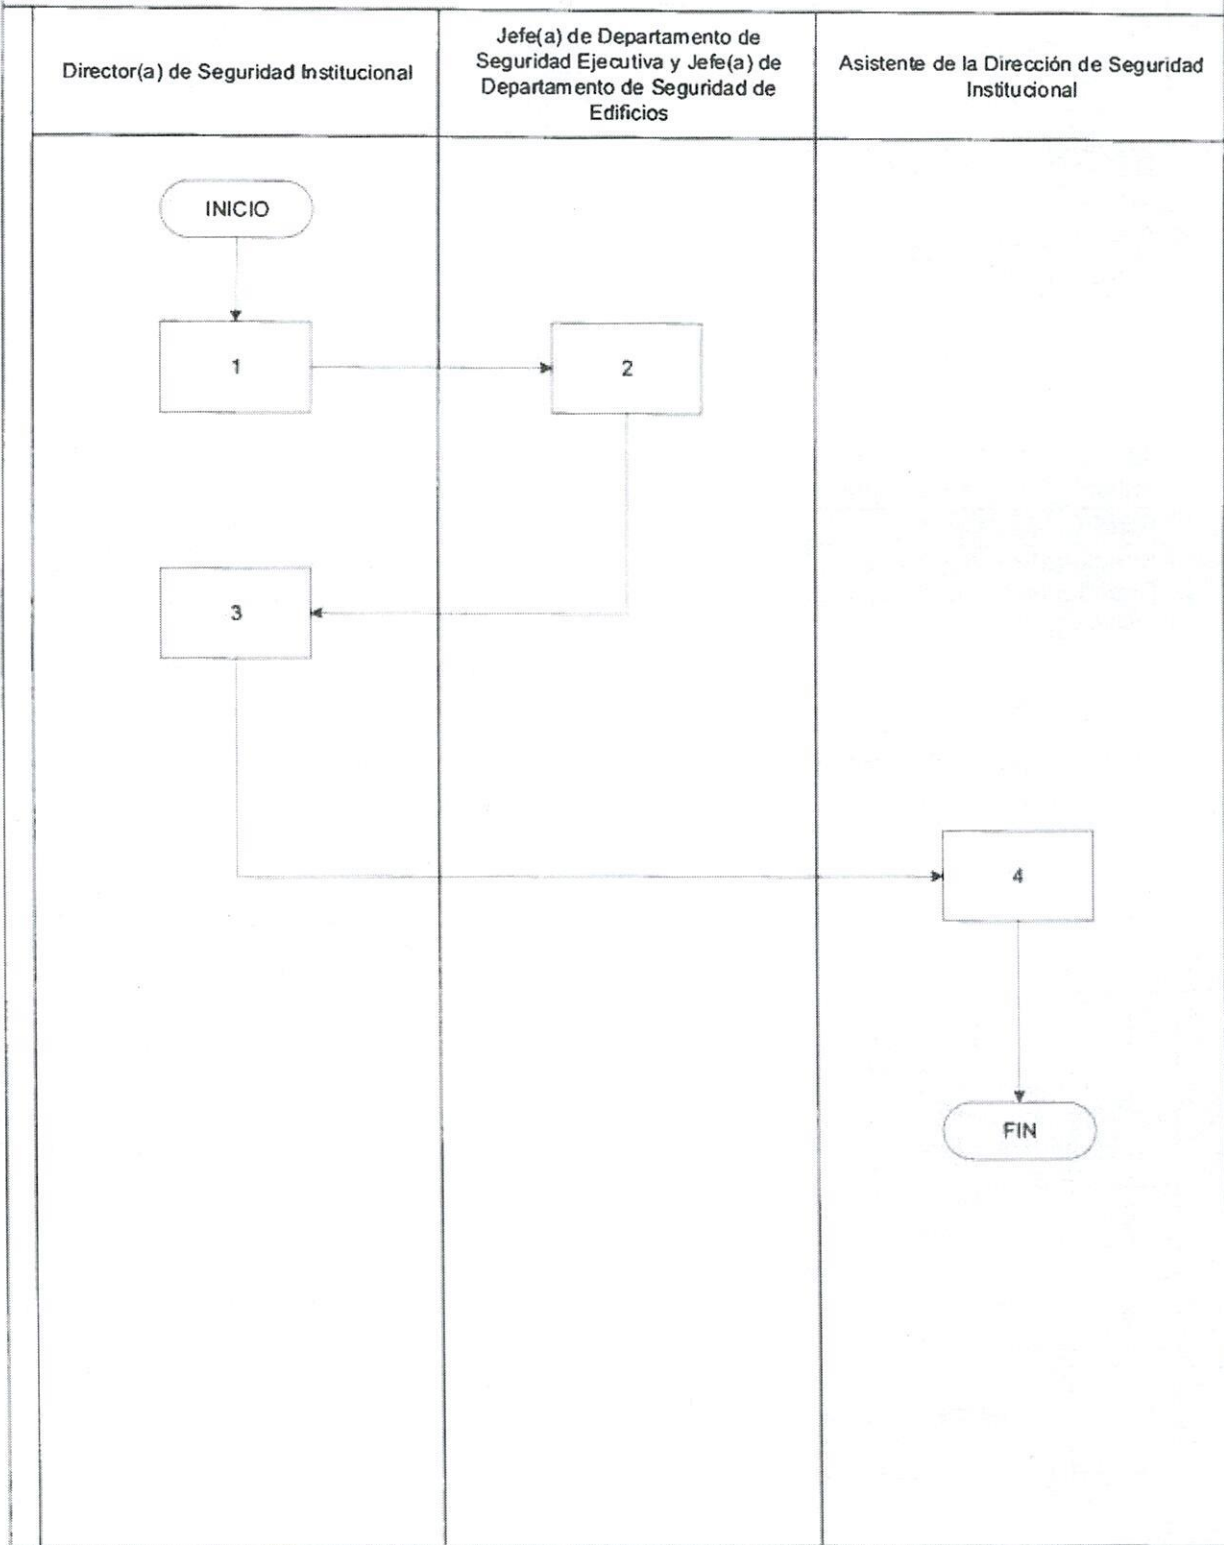 Director(a) de Seguridad Institucional
Jefe(a) de Departamento de
Seguridad Ejecutiva y Jefe(a) de
Departamento de Seguridad de
Edificios
Asistente de la Dirección de Seguridad
Institucional
INICIO
1
2
3
4
FIN